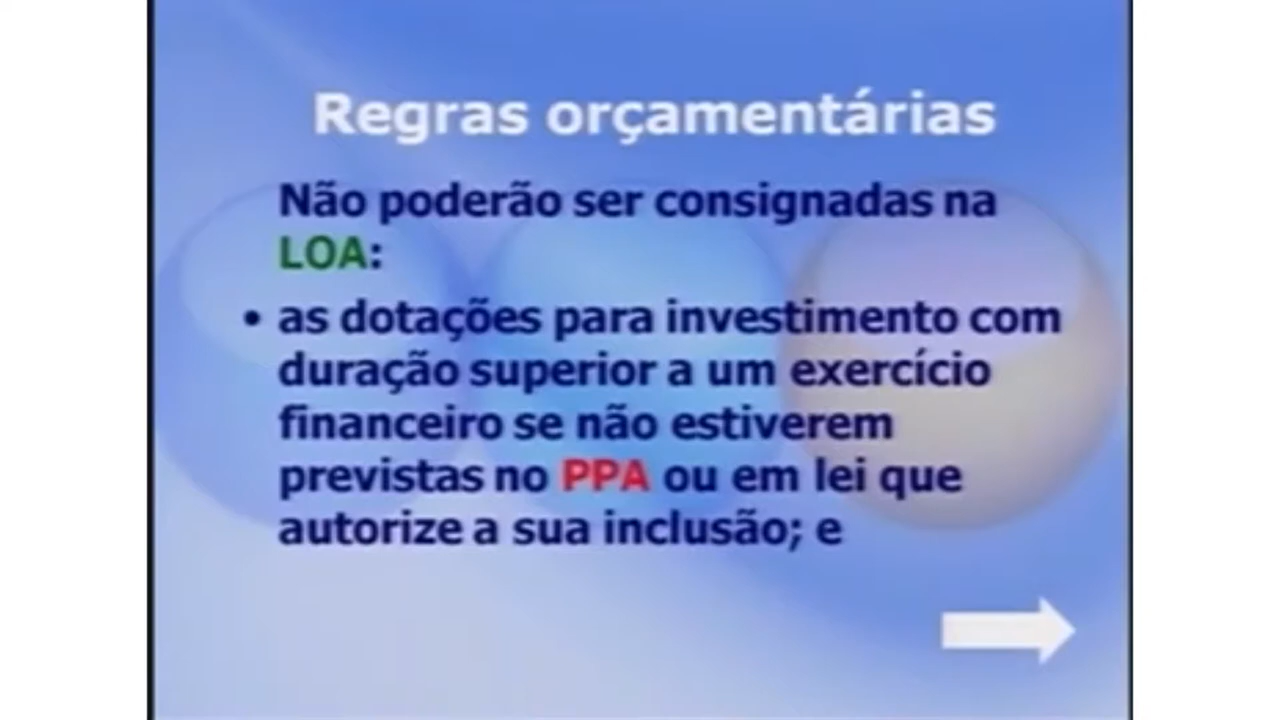 Regras orçamentárias
Não poderão ser consignadas na
LOA:
• as dotações para investimento com
duração superior a um exercício
financeiro se não estiverem
previstas no PPA ou em lei que
autorize a sua inclusão; e